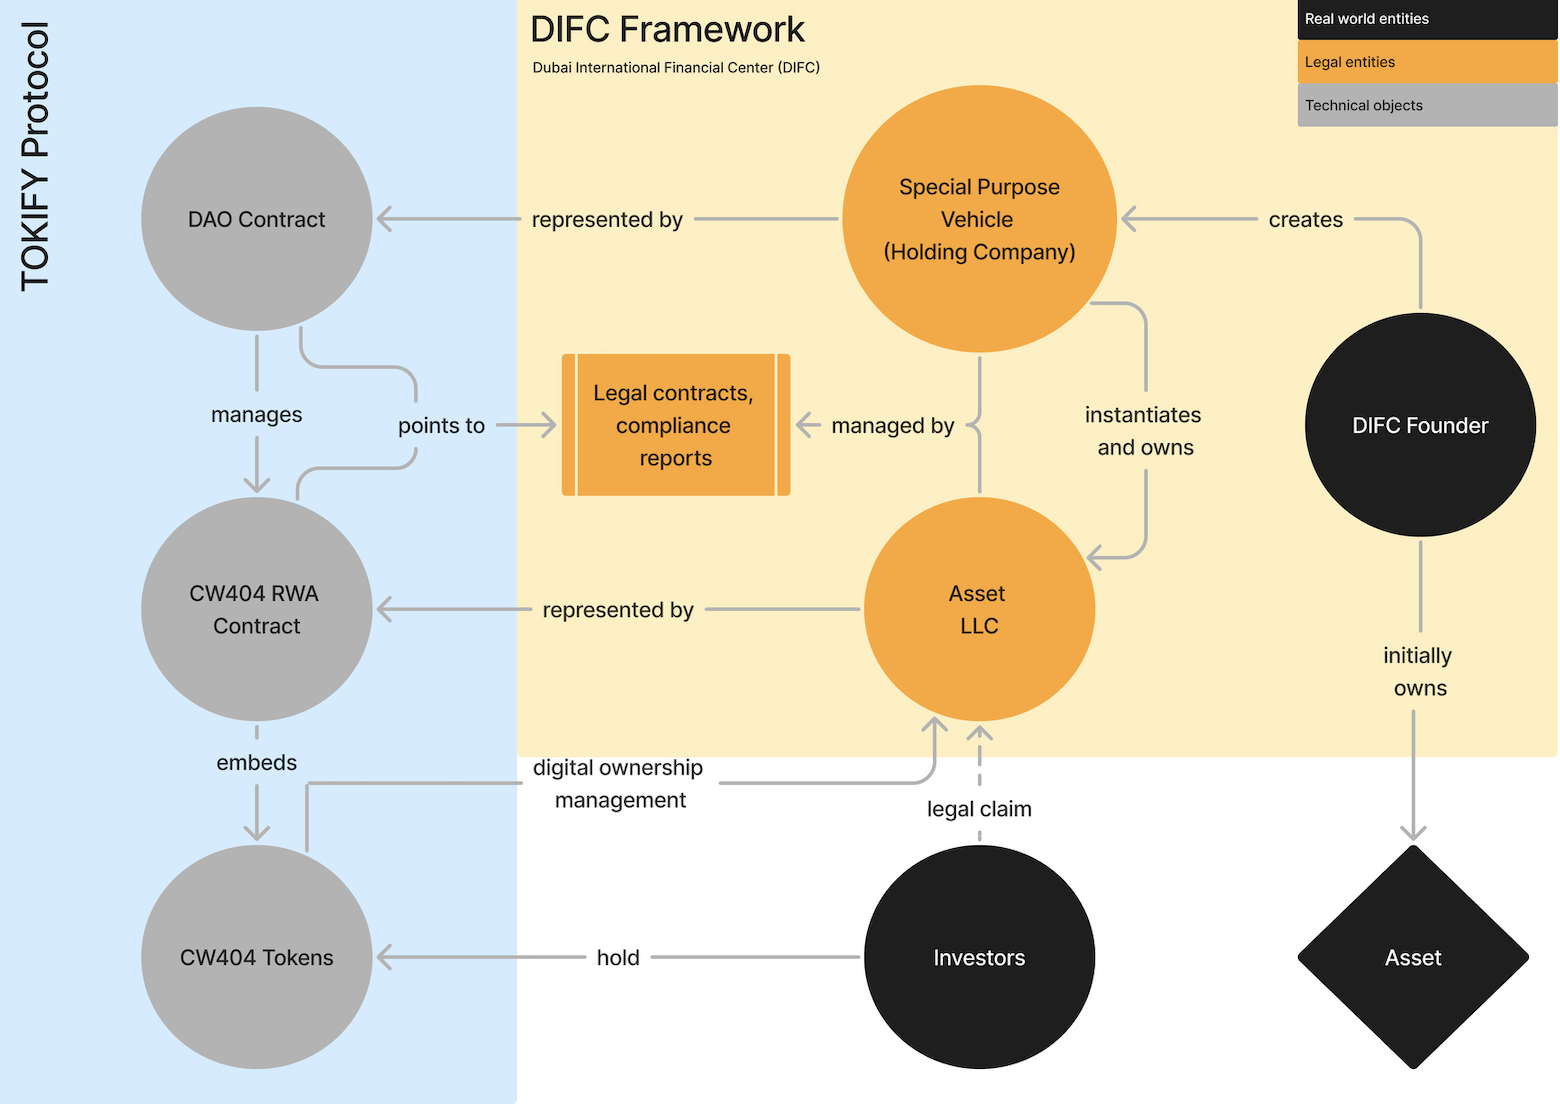 TOKIFY Protocol
DIFC Framework
Dubai International Financial Center (DIFC)
Real world entities
Legal entities
Technical objects
DAO Contract
represented by
Special Purpose
Vehicle
(Holding Company)
creates
manages
points to
Legal contracts,
compliance
reports
managed by
instantiates
and owns
DIFC Founder
CW404 RWA
Contract
represented by
Asset
LLC
initially
owns
embeds
digital ownership
management
legal claim
CW404 Tokens
hold
Investors
Asset